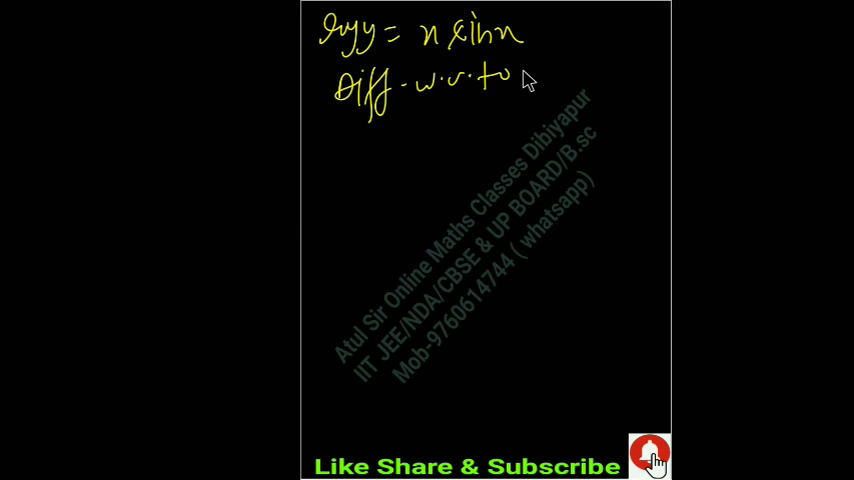 logy = x sinx
Diff. w.r.to
Atul Sir Online Maths Classes Dibiyapur
IIT JEE/NDA/CBSE & UP BOARD/B.sc
Mob-9760614744 ( whatsapp)
Like Share & Subscribe